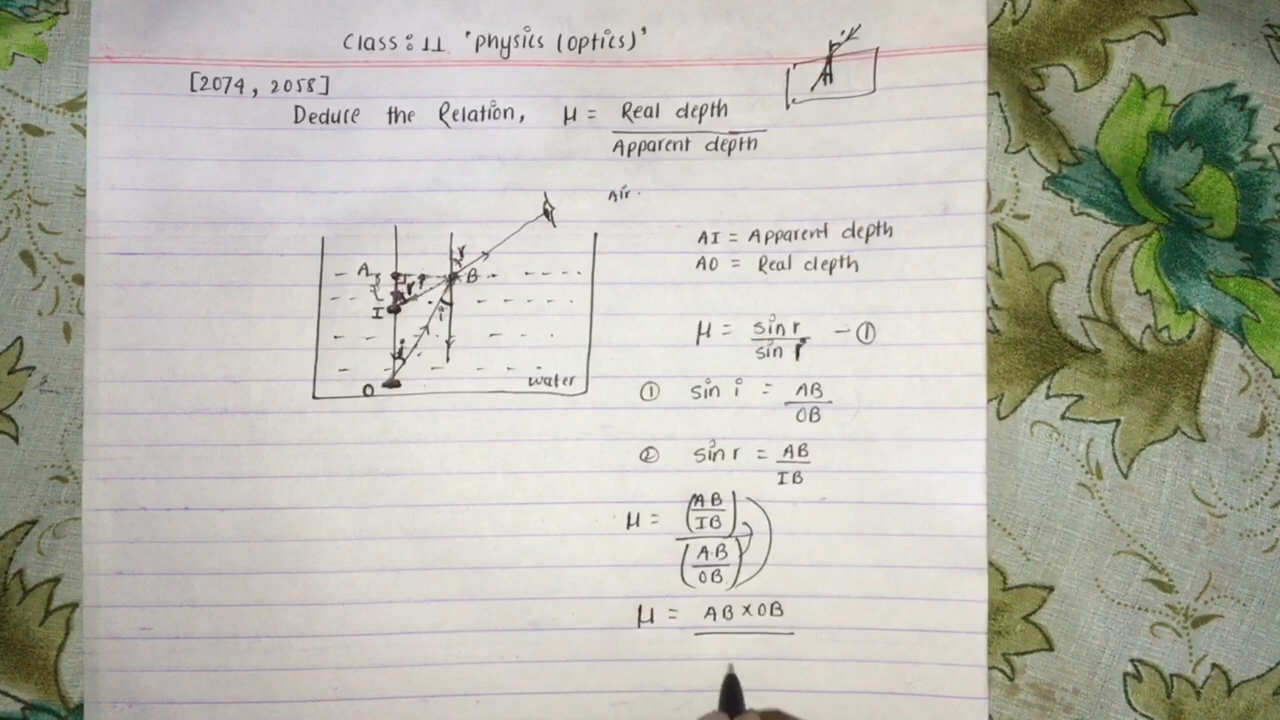 Class : 11 "physics (optics)"
[2074, 2058]
Deduce the Relation, μ = Real depth
Apparent depth
Air.
AI = Apparent depth
AO = Real depth
r
A
r
B
I
i
i
O
water
μ = sin r — ①
sin i
① sin i = AB
OB
② sin r = AB
IB
μ = (AB
IB)
(AB
OB)
μ = AB × OB